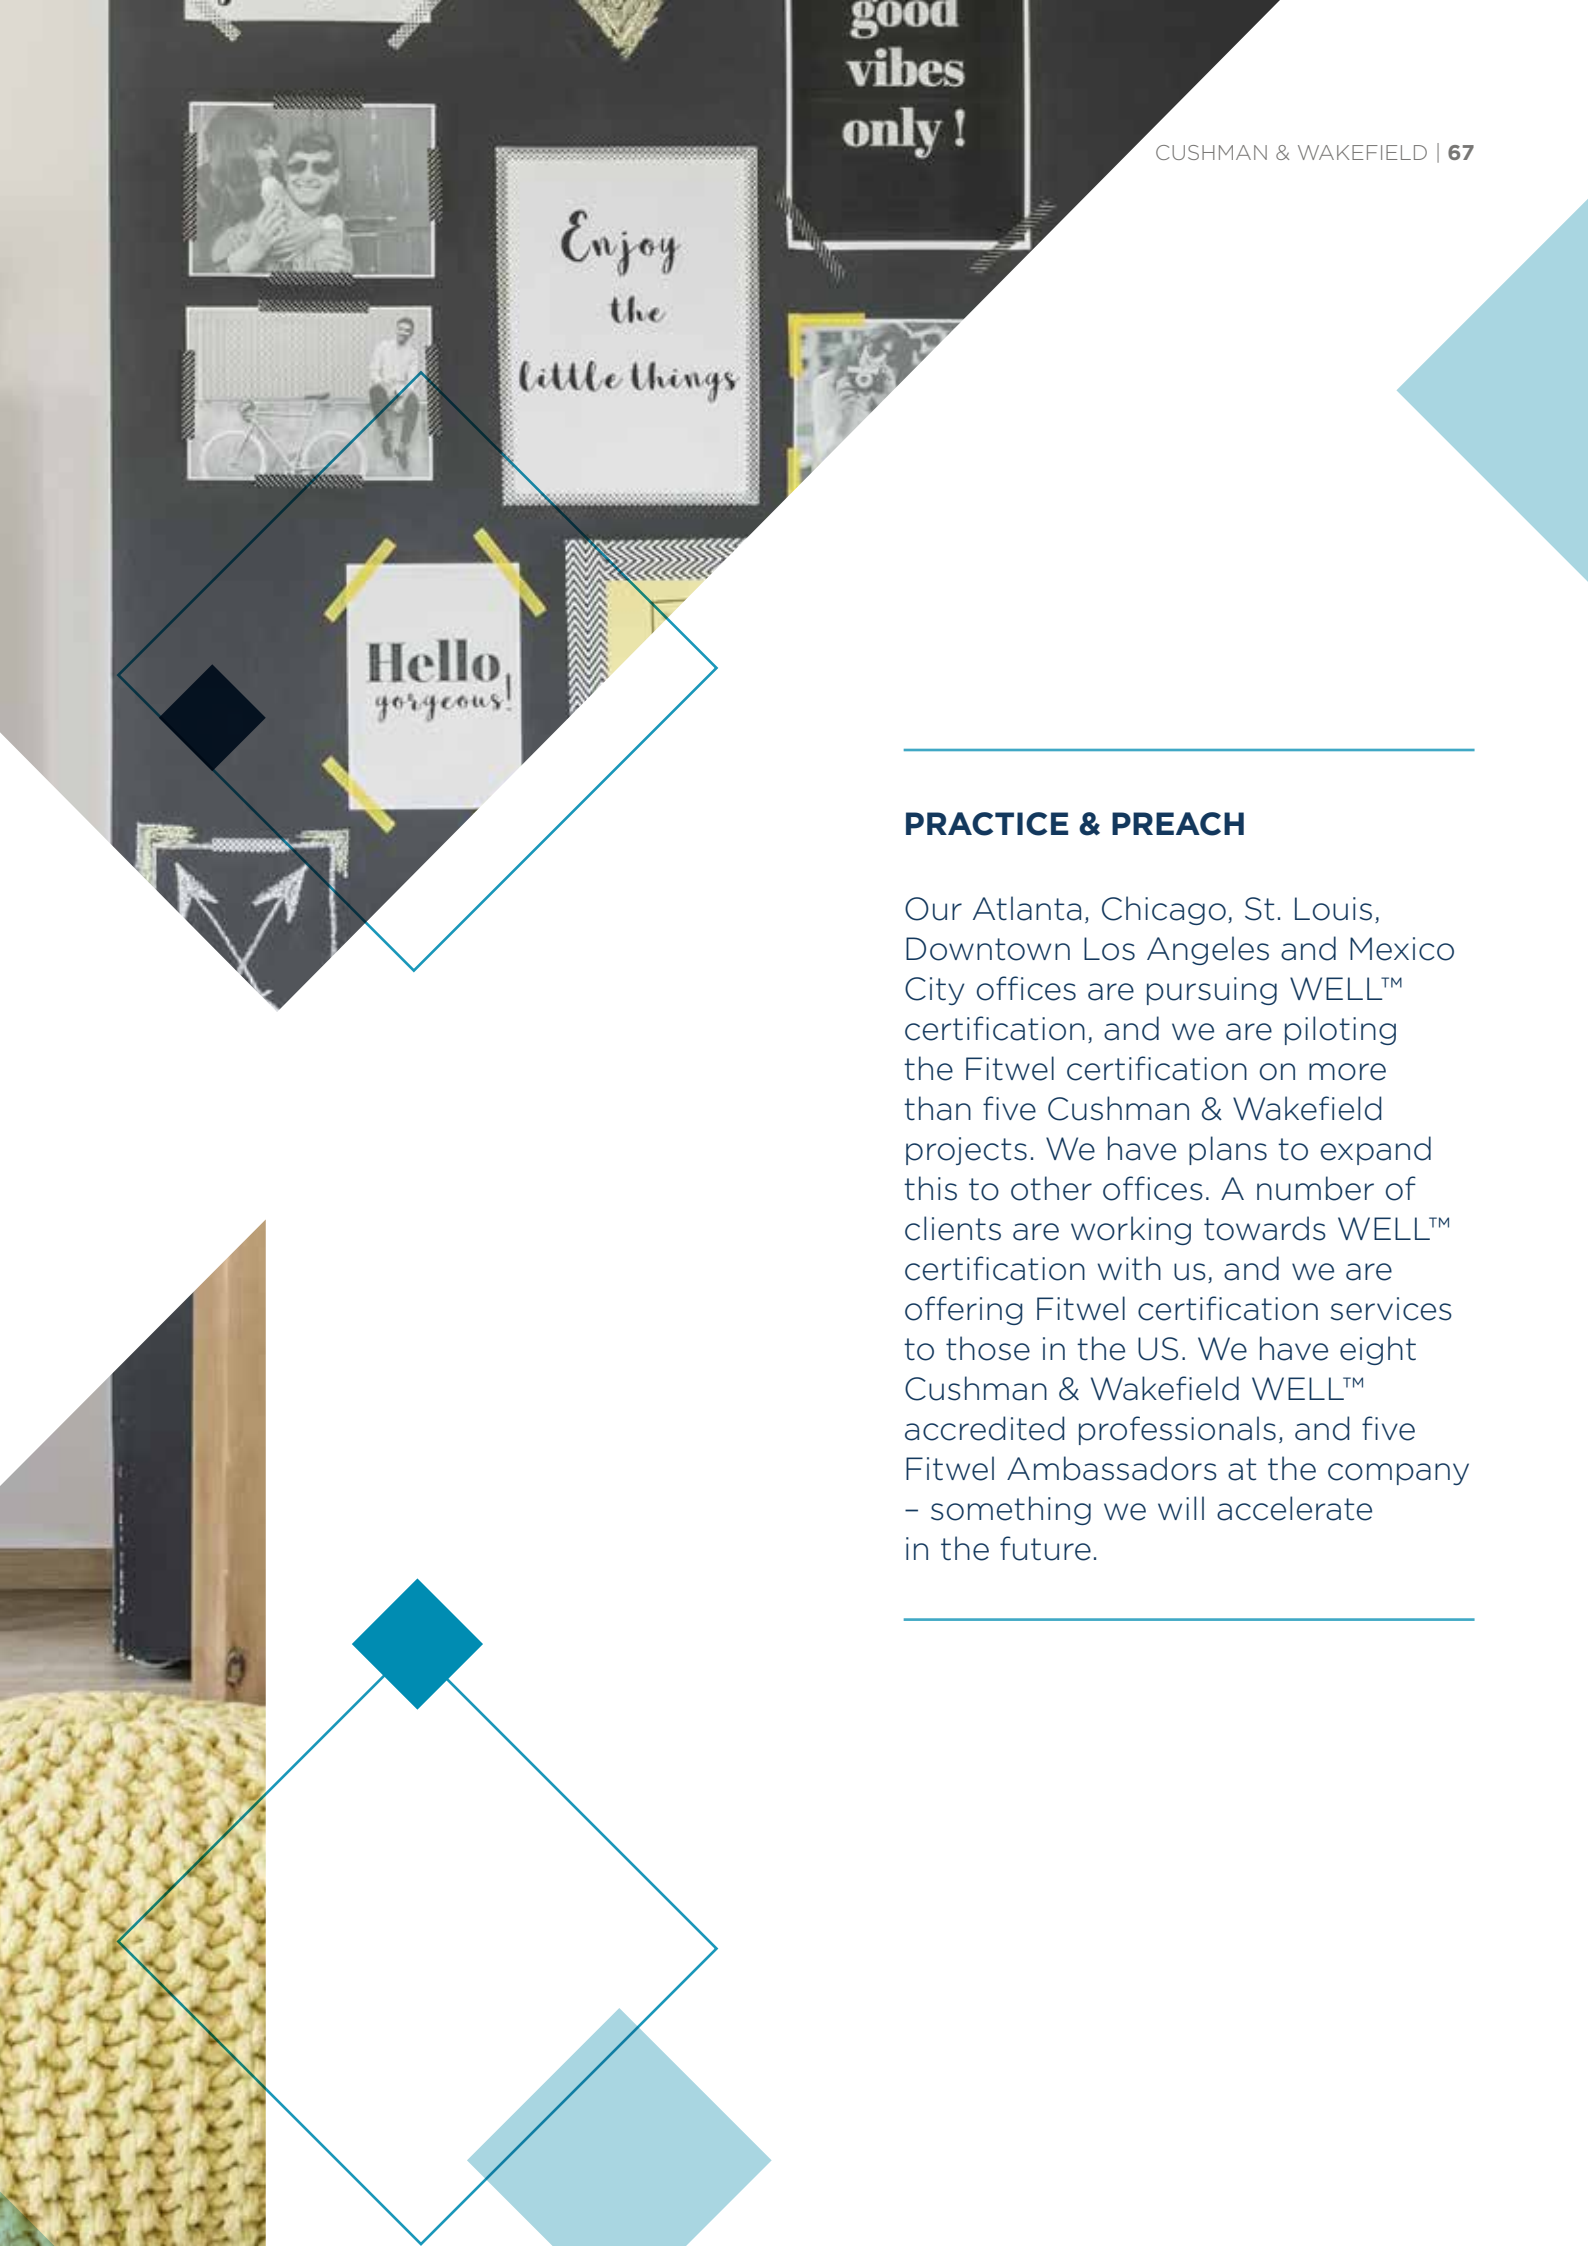 good
vibes
only !
CUSHMAN & WAKEFIELD | 67
Enjoy
the
little things
Hello,
gorgeous!
PRACTICE & PREACH
Our Atlanta, Chicago, St. Louis,
Downtown Los Angeles and Mexico
City offices are pursuing WELL™
certification, and we are piloting
the Fitwel certification on more
than five Cushman & Wakefield
projects. We have plans to expand
this to other offices. A number of
clients are working towards WELL™
certification with us, and we are
offering Fitwel certification services
to those in the US. We have eight
Cushman & Wakefield WELL™
accredited professionals, and five
Fitwel Ambassadors at the company
– something we will accelerate
in the future.